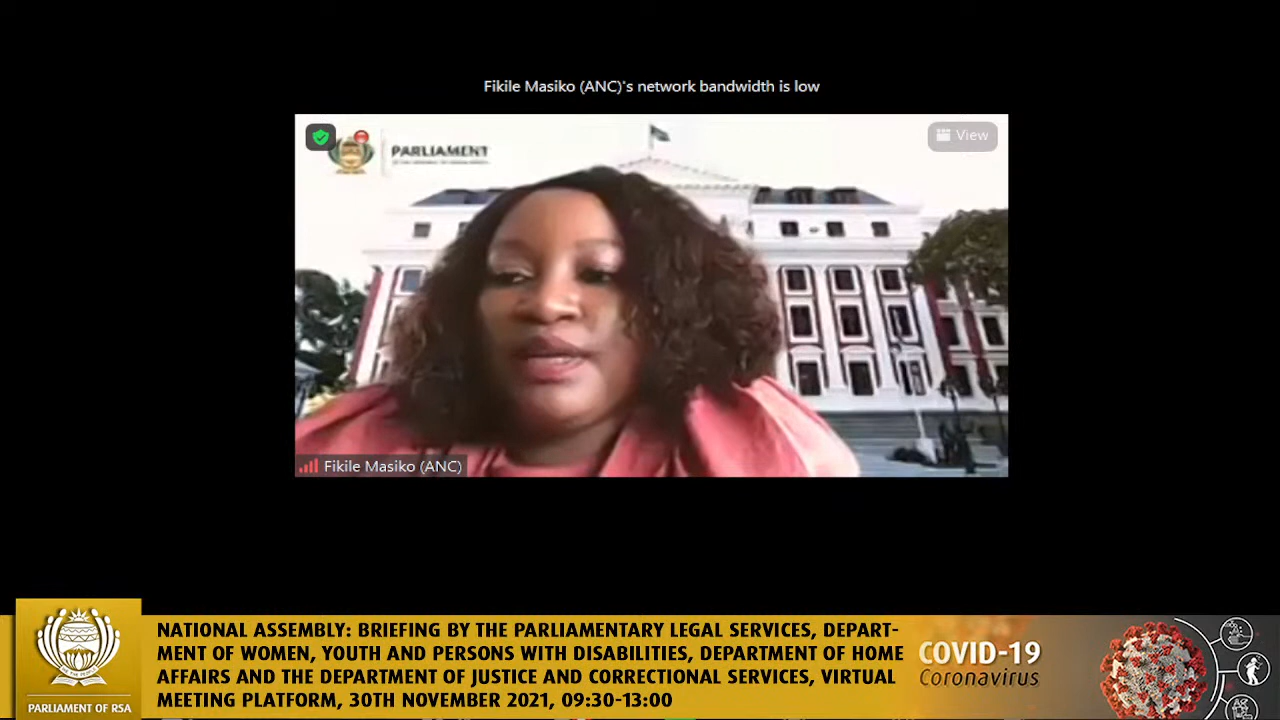 Fikile Masiko (ANC)'s network bandwidth is low
PARLIAMENT
View
Fikile Masiko (ANC)
NATIONAL ASSEMBLY: BRIEFING BY THE PARLIAMENTARY LEGAL SERVICES, DEPART-
MENT OF WOMEN, YOUTH AND PERSONS WITH DISABILITIES, DEPARTMENT OF HOME
AFFAIRS AND THE DEPARTMENT OF JUSTICE AND CORRECTIONAL SERVICES, VIRTUAL
MEETING PLATFORM, 30TH NOVEMBER 2021, 09:30-13:00
PARLIAMENT OF RSA
COVID-19
Coronavirus